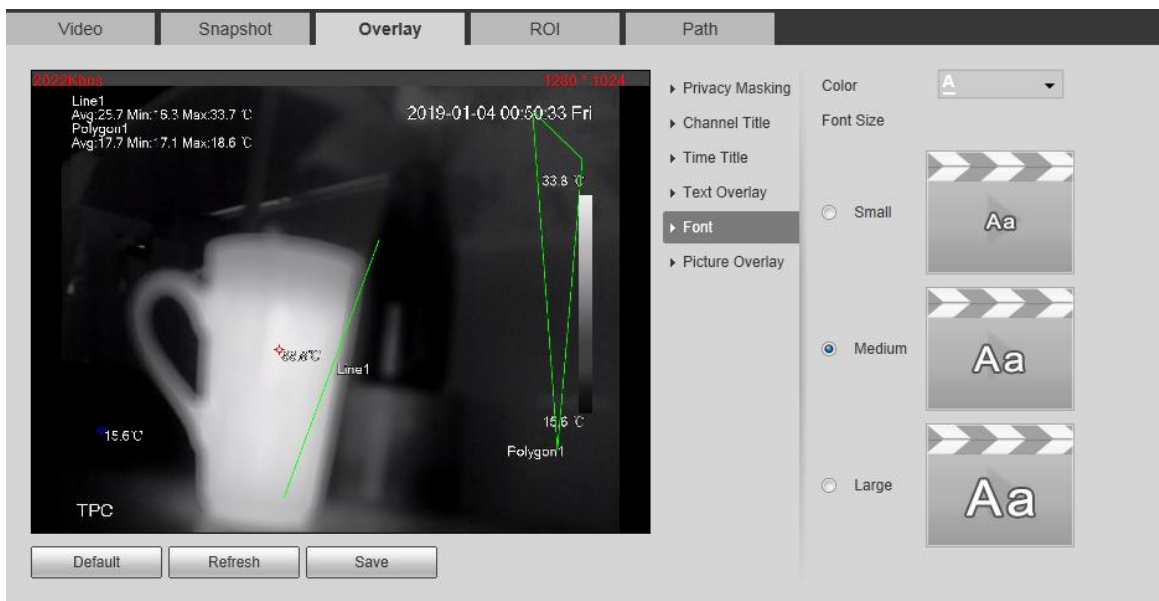 Video
Snapshot
Overlay
ROI
Path
2022Kbps
1280 * 1024
Line1
Avg:25.7 Min:16.3 Max:33.7 ℃
Polygon1
Avg:17.7 Min:17.1 Max:18.6 ℃
2019-01-04 00:50:33 Fri
33.8 ℃
Line1
15.6℃
15.6 ℃
Polygon1
TPC
Default
Refresh
Save
Privacy Masking
Channel Title
Time Title
Text Overlay
Font
Picture Overlay
Color
A
Font Size
Small
Aa
Medium
Aa
Large
Aa